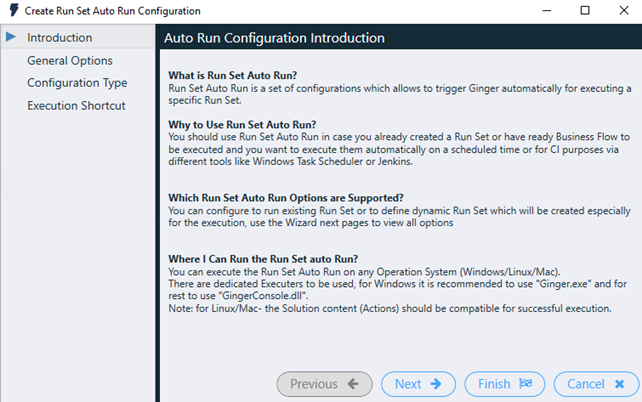 Create Run Set Auto Run Configuration
Introduction
General Options
Configuration Type
Execution Shortcut
Auto Run Configuration Introduction
What is Run Set Auto Run?
Run Set Auto Run is a set of configurations which allows to trigger Ginger automatically for executing a
specific Run Set.
Why to Use Run Set Auto Run?
You should use Run Set Auto Run in case you already created a Run Set or have ready Business Flow to
be executed and you want to execute them automatically on a scheduled time or for CI purposes via
different tools like Windows Task Scheduler or Jenkins.
Which Run Set Auto Run Options are Supported?
You can configure to run existing Run Set or to define dynamic Run Set which will be created especially
for the execution, use the Wizard next pages to view all options
Where I Can Run the Run Set auto Run?
You can execute the Run Set Auto Run on any Operation System (Windows/Linux/Mac).
There are dedicated Executers to be used, for Windows it is recommended to use "Ginger.exe" and for
rest to use "GingerConsole.dll".
Note: for Linux/Mac- the Solution content (Actions) should be compatible for successful execution.
Previous
Next
Finish
Cancel